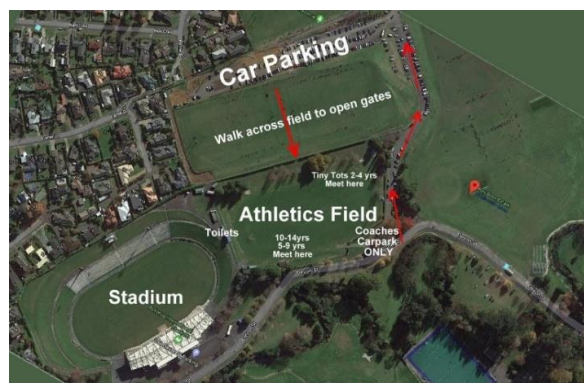 Car Parking
Walk across field to open gates
Tiny Tots 2-4 yrs
Meet here
Athletics Field
Toilets
10-14yrs
5-9 yrs
Meet here
Coaches
Carpark
ONLY
Stadium